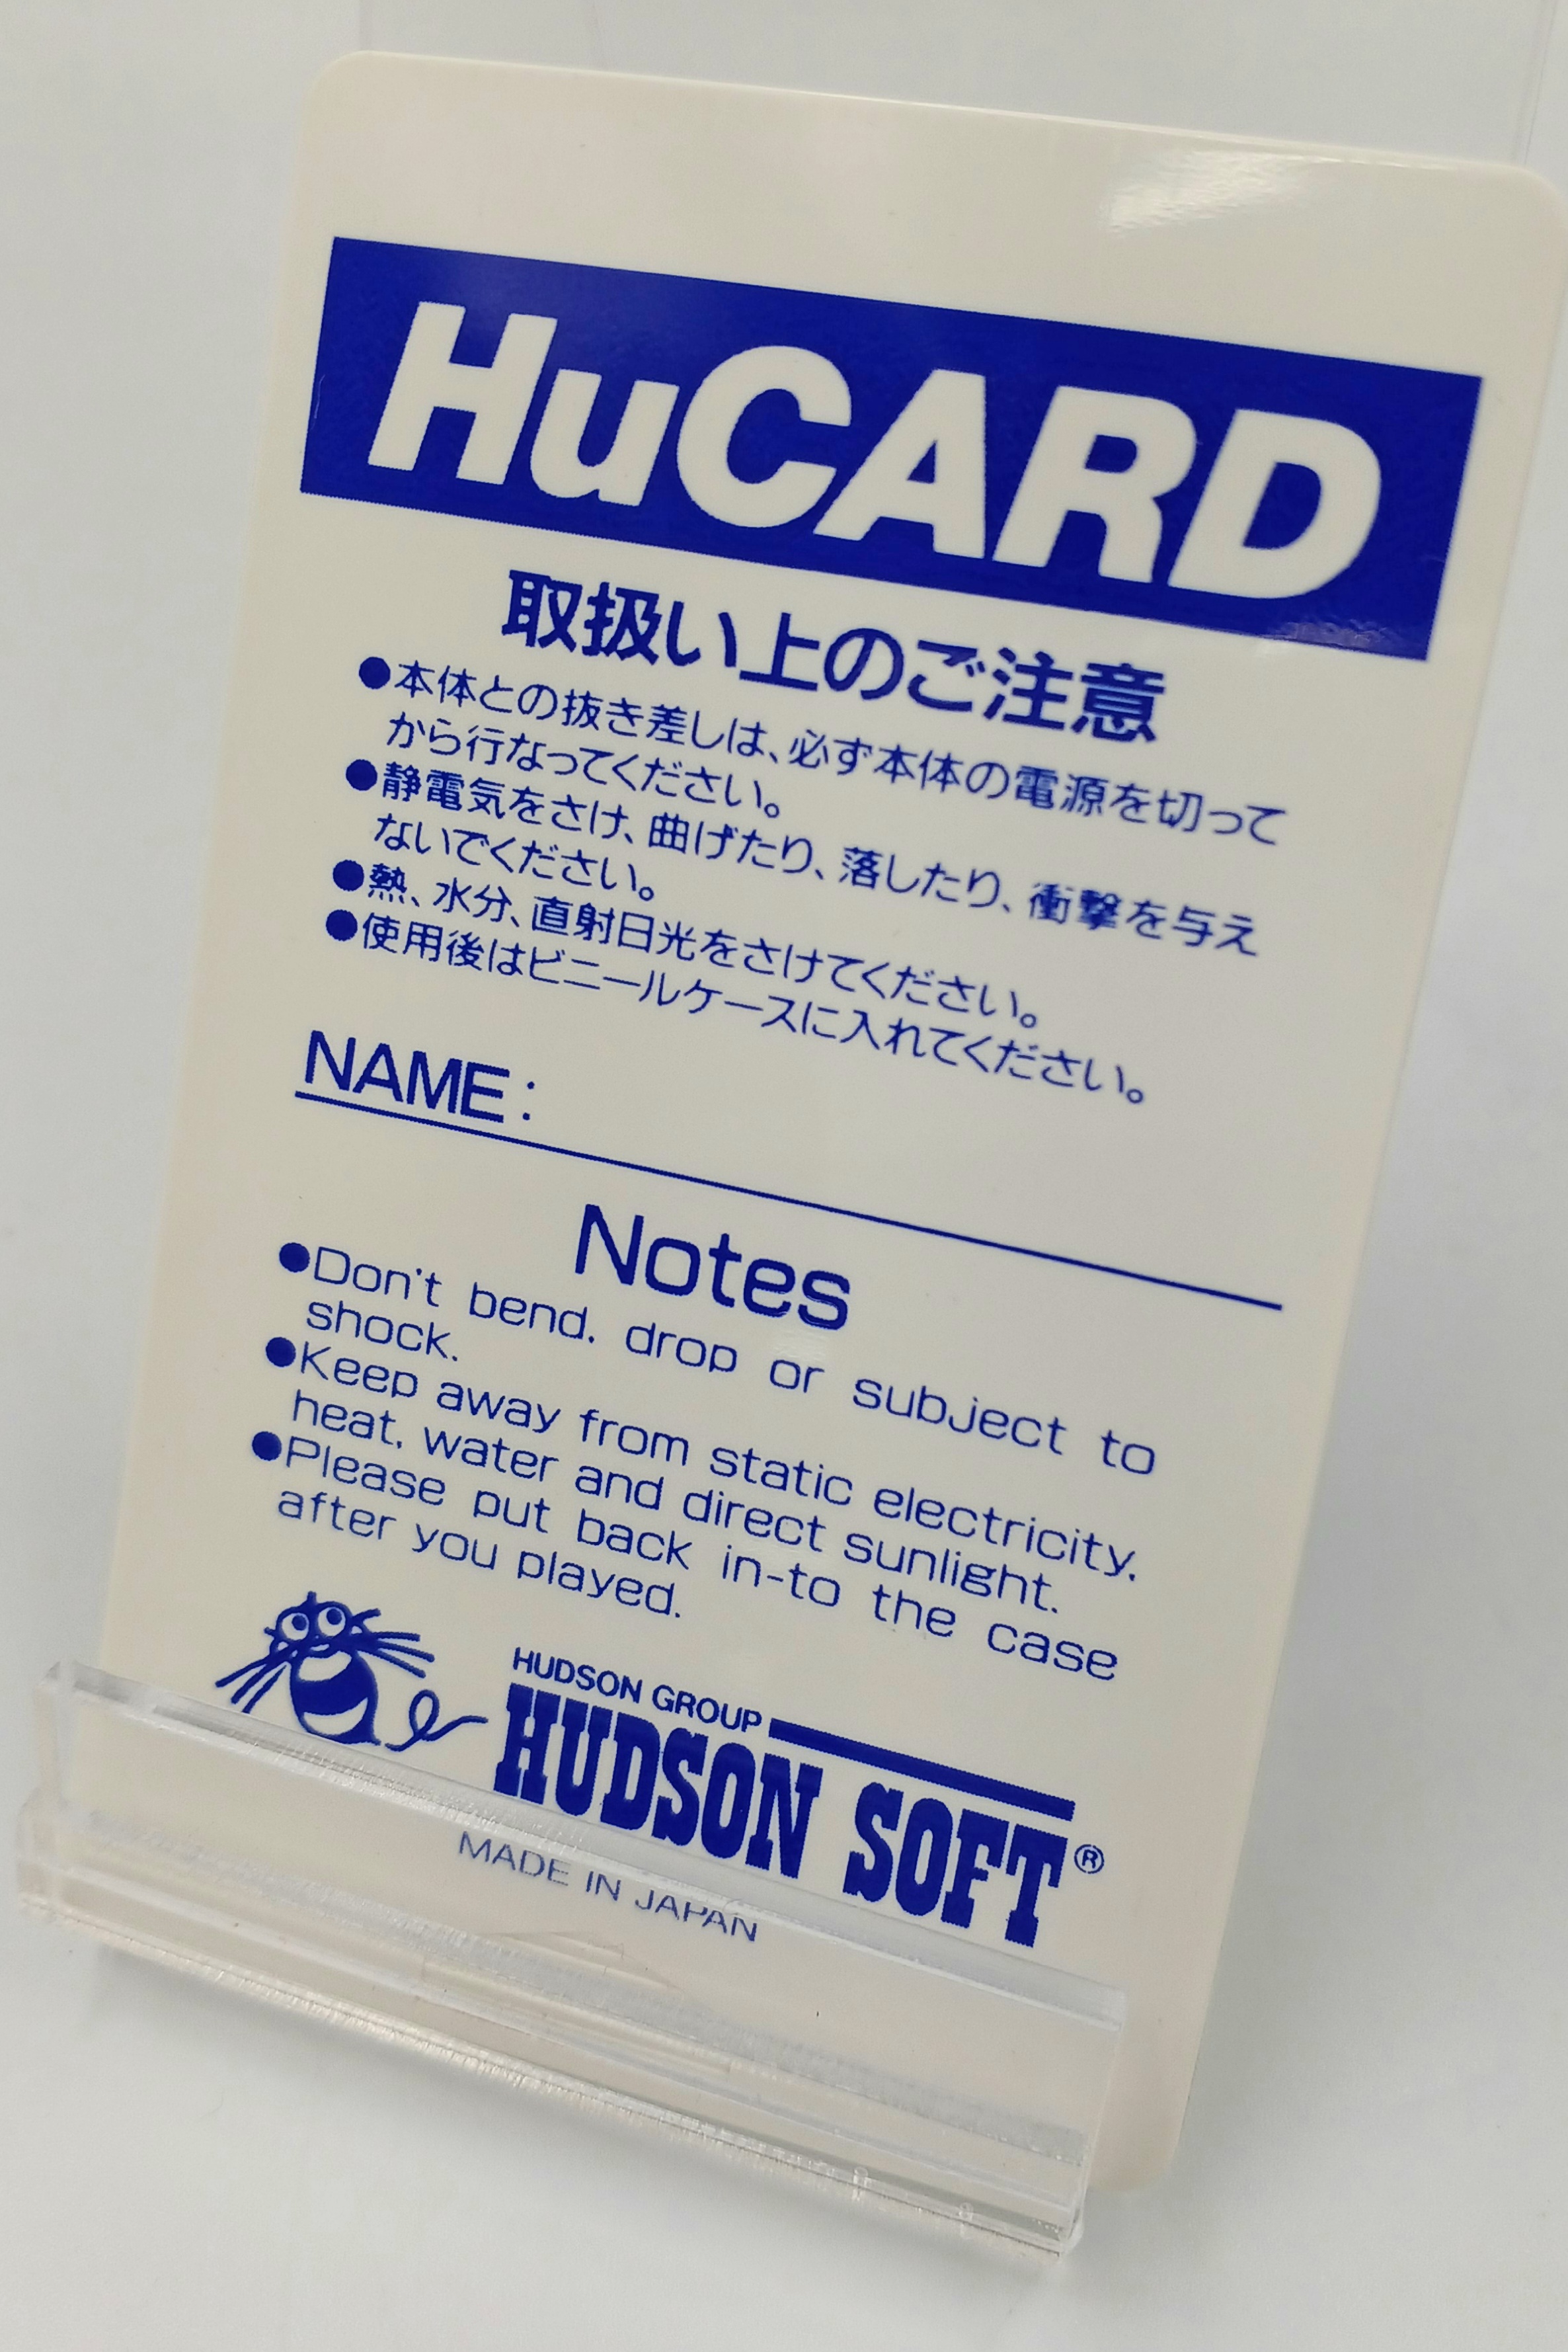 HuCARD
取扱い上のご注意
●本体との抜き差しは、必ず本体の電源を切って
から行なってください。
●静電気をさけ、曲げたり、落したり、衝撃を与え
ないでください。
●熱、水分、直射日光をさけてください。
●使用後はビニールケースに入れてください。
NAME:
Notes
●Don't bend. drop or subject to
shock.
●Keep away from static electricity.
heat. water and direct sunlight.
●Please put back in-to the case
after you played.
HUDSON GROUP
HUDSON SOFT®
MADE IN JAPAN